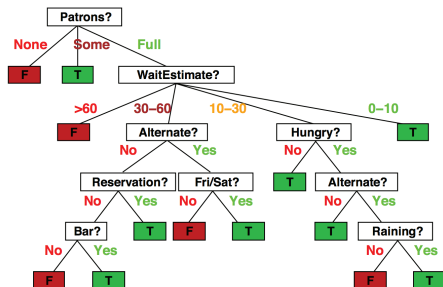 Patrons?
None Some Full
F T WaitEstimate?
>60 30–60 10–30 0–10
F Alternate? Hungry? T
No Yes No Yes
Reservation? Fri/Sat? T Alternate?
No Yes No Yes No Yes
Bar? T F T T Raining?
No Yes No Yes
F T F T